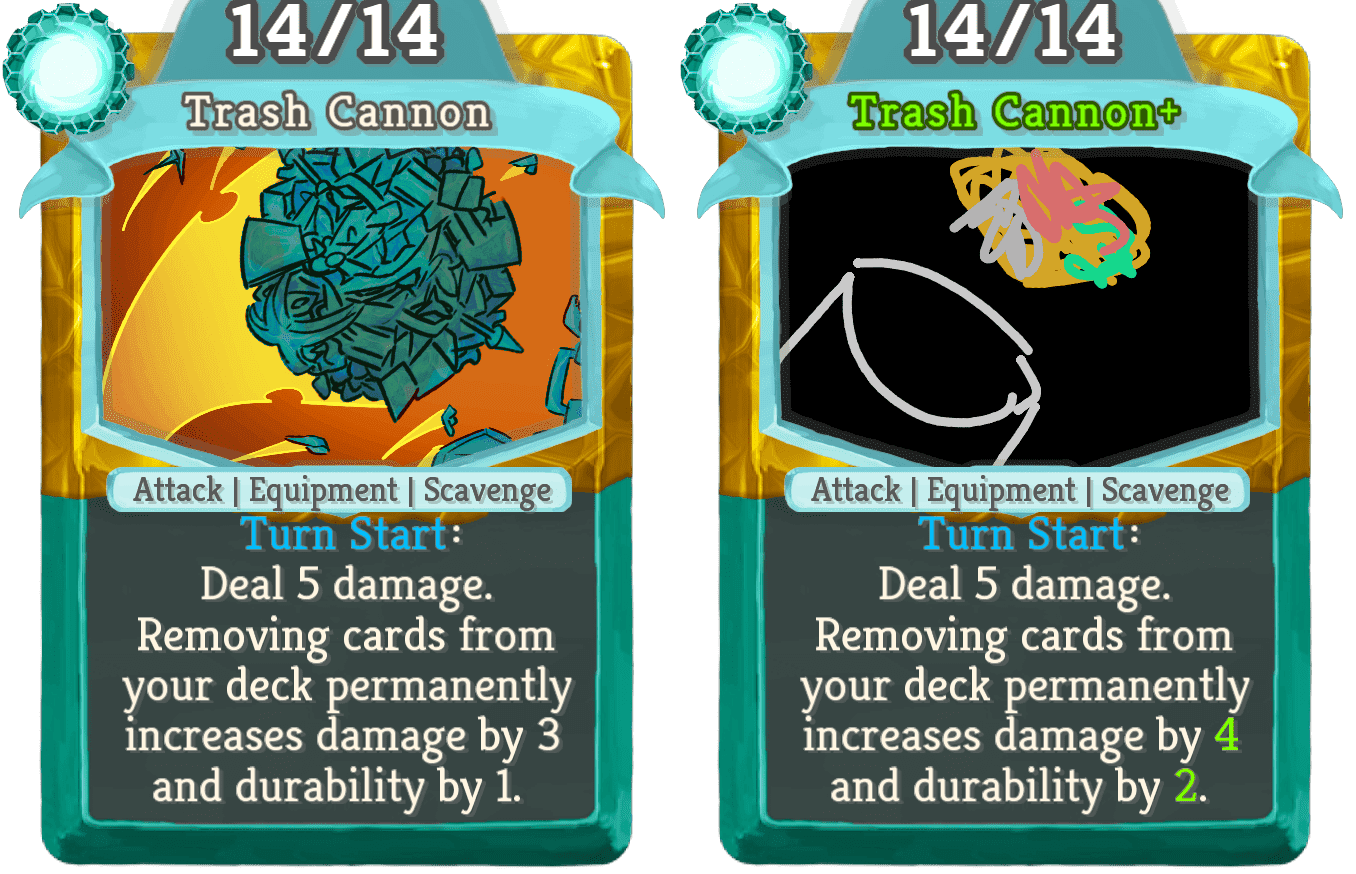 14/14
Trash Cannon
Attack | Equipment | Scavenge
Turn Start:
Deal 5 damage.
Removing cards from
your deck permanently
increases damage by 3
and durability by 1.
14/14
Trash Cannon+
Attack | Equipment | Scavenge
Turn Start:
Deal 5 damage.
Removing cards from
your deck permanently
increases damage by 4
and durability by 2.